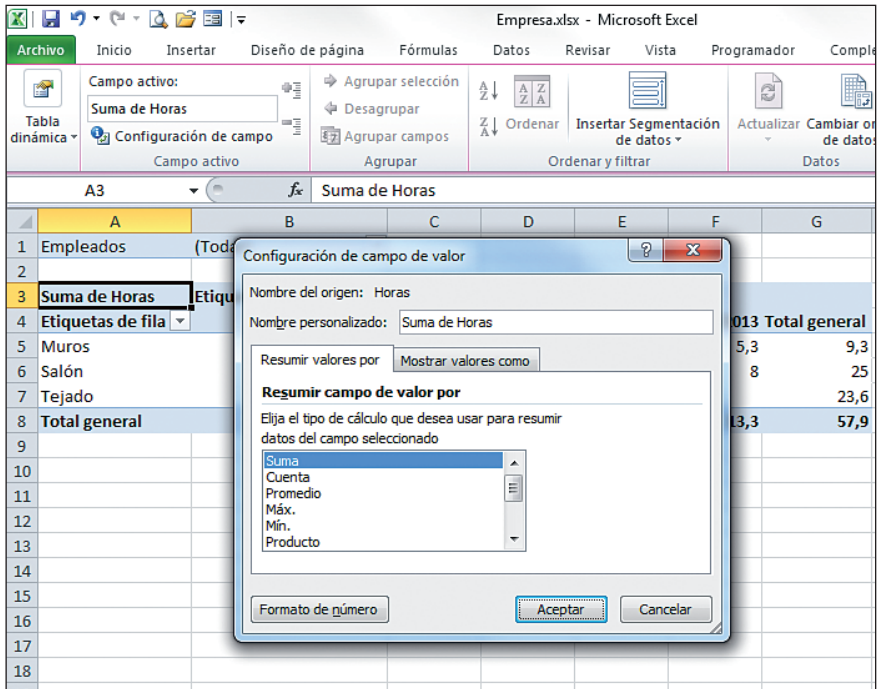 Empresa.xlsx - Microsoft Excel
Archivo Inicio Insertar Diseño de página Fórmulas Datos Revisar Vista Programador
Tabla dinámica
Campo activo:
Suma de Horas
Configuración de campo
Campo activo
Agrupar selección
Desagrupar
Agrupar campos
Agrupar
Ordenar
Insertar Segmentación
de datos
Ordenar y filtrar
Actualizar
Cambiar
de
Datos
A3 fx Suma de Horas
A B C D E F G
1 Empleados
2
3 Suma de Horas
4 Etiquetas de fila Total general
5 Muros 5,3 9,3
6 Salón 8 25
7 Tejado 23,6
8 Total general 57,9
9
10
11
12
13
14
15
16
17
18
Configuración de campo de valor
Nombre del origen: Horas
Nombre personalizado: Suma de Horas
Resumir valores por Mostrar valores como
Resumir campo de valor por
Elija el tipo de cálculo que desea usar para resumir
datos del campo seleccionado
Suma
Cuenta
Promedio
Máx.
Mín.
Producto
Formato de número Aceptar Cancelar